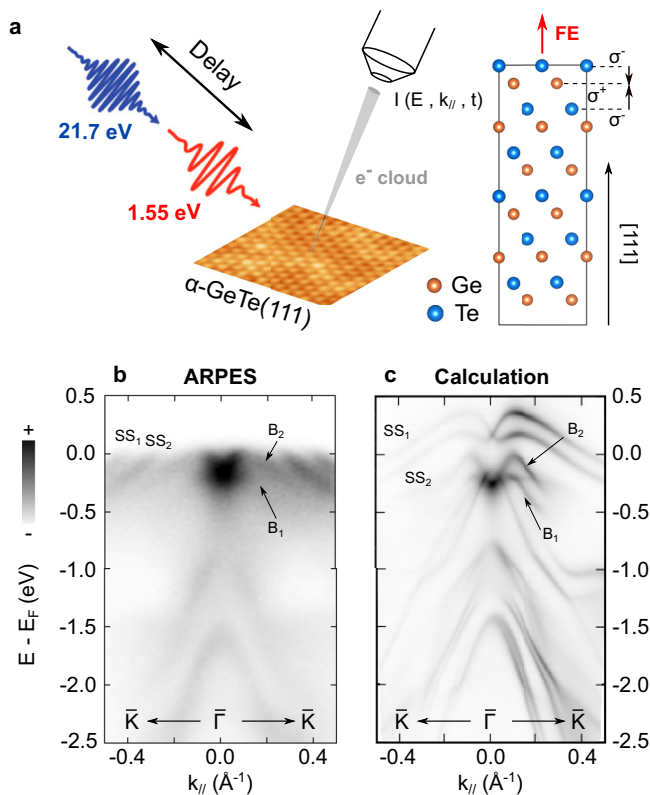 a
Delay
21.7 eV
1.55 eV
I (E , k//, t)
e- cloud
α-GeTe(111)
FE
σ-
σ+
σ-
[111]
Ge
Te
b ARPES
c Calculation
+
-
E - EF (eV)
0.5
0.0
-0.5
-1.0
-1.5
-2.0
-2.5
SS1 SS2
B2
B1
K̅ Γ̅ K̅
-0.4 0.0 0.4
k// (Å-1)
SS1
SS2
B2
B1
K̅ Γ̅ K̅
-0.4 0.0 0.4
k// (Å-1)
0.5
0.0
-0.5
-1.0
-1.5
-2.0
-2.5